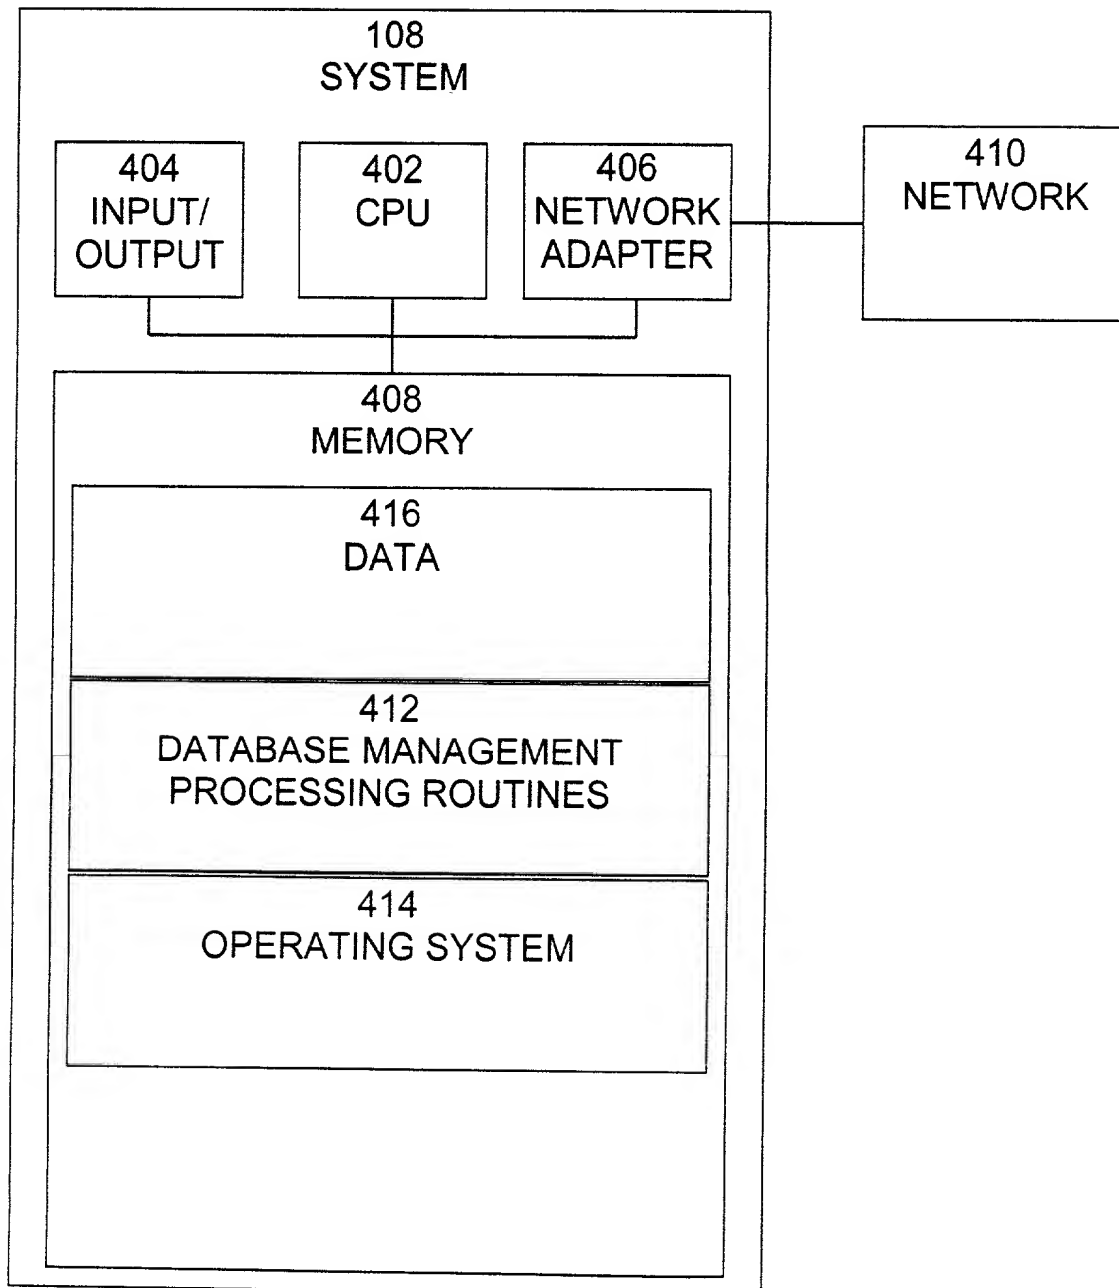 108
SYSTEM
404
INPUT/
OUTPUT
402
CPU
406
NETWORK
ADAPTER
410
NETWORK
408
MEMORY
416
DATA
412
DATABASE MANAGEMENT
PROCESSING ROUTINES
414
OPERATING SYSTEM